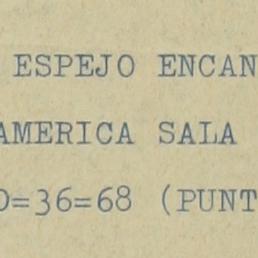 ESPEJO ENCAN
AMERICA SALA
0=36=68 (PUNT